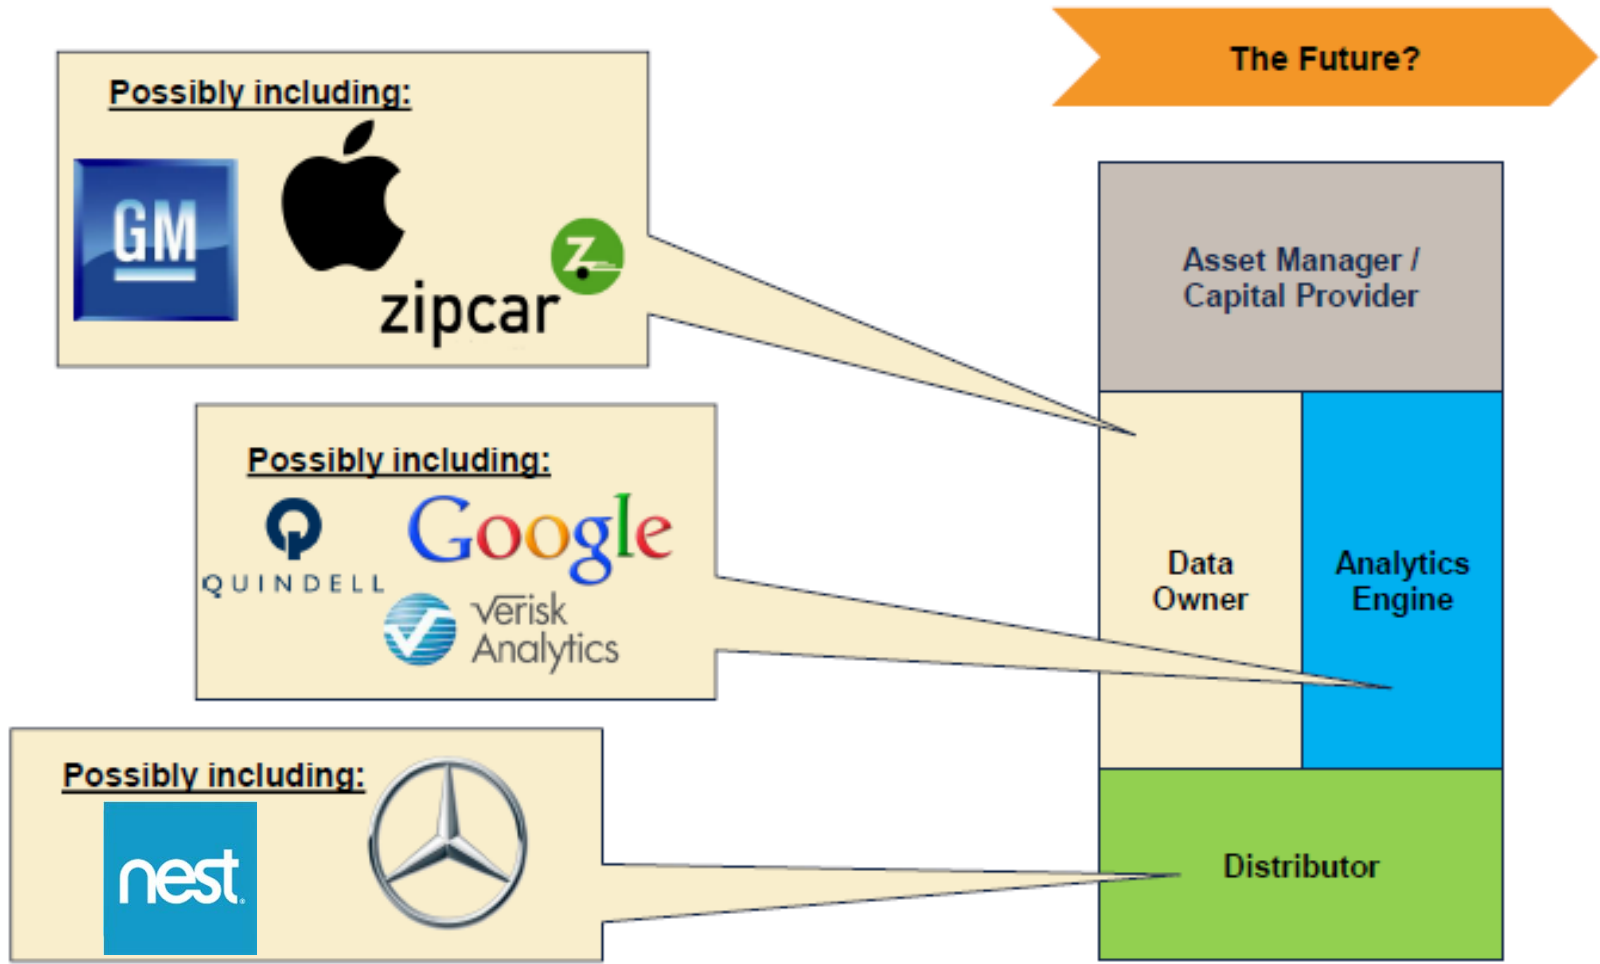 The Future?
Possibly including:
GM
zipcar
Z
Asset Manager /
Capital Provider
Possibly including:
QUINDELL
Google
Verisk
Analytics
Data
Owner
Analytics
Engine
Possibly including:
nest
Distributor